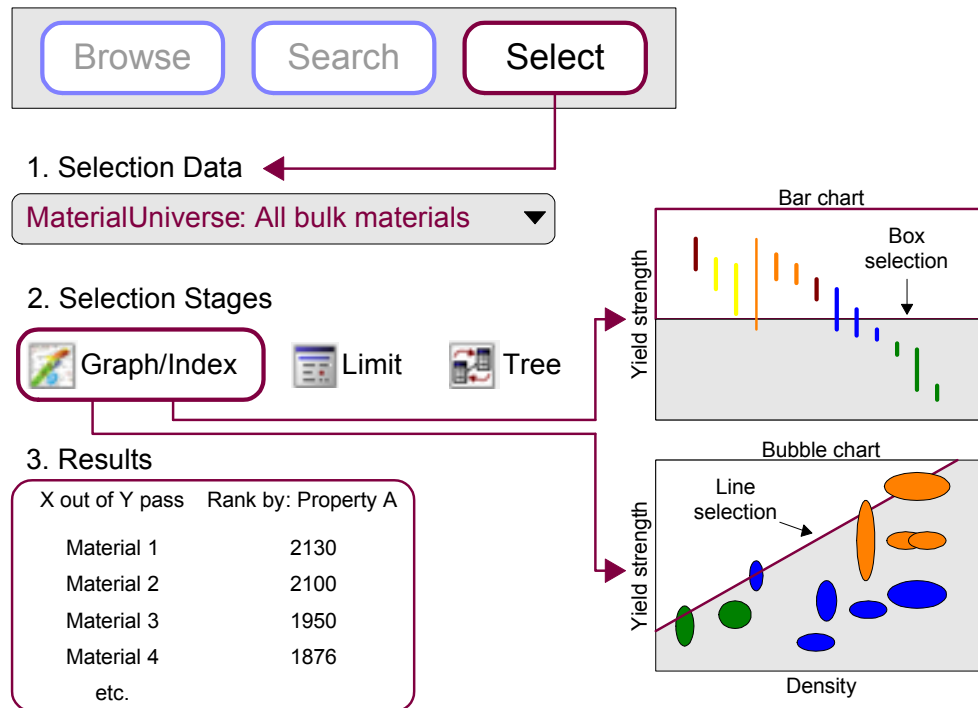 Browse
Search
Select
1. Selection Data
MaterialUniverse: All bulk materials
2. Selection Stages
Graph/Index
Limit
Tree
3. Results
X out of Y pass Rank by: Property A
Material 1 2130
Material 2 2100
Material 3 1950
Material 4 1876
etc.
Bar chart
Yield strength
Box
selection
Bubble chart
Yield strength
Line
selection
Density